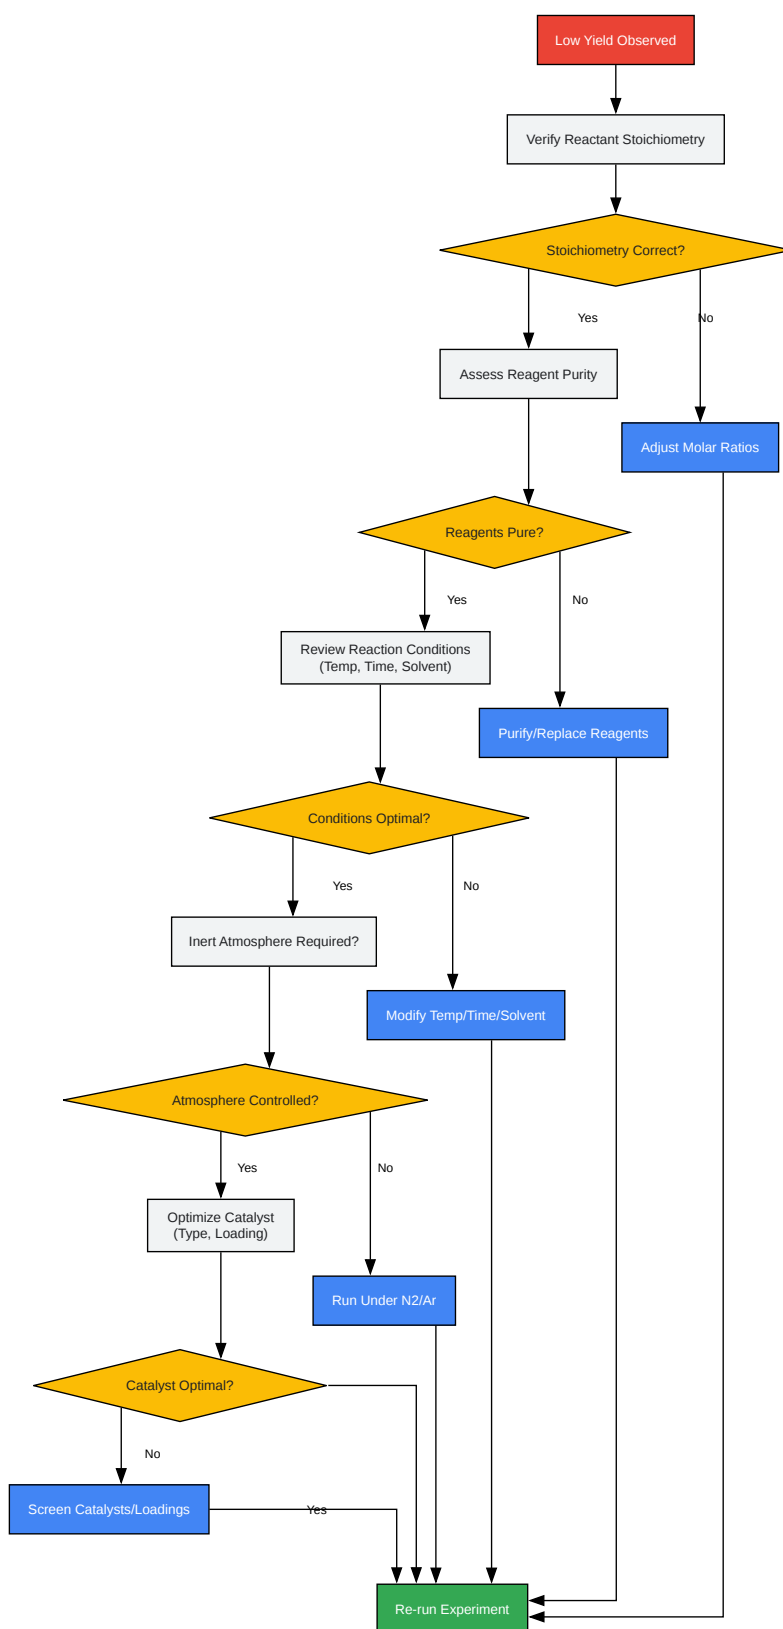 Low Yield Observed
Verify Reactant Stoichiometry
Stoichiometry Correct?
Yes
No
Assess Reagent Purity
Adjust Molar Ratios
Reagents Pure?
Yes
No
Review Reaction Conditions
(Temp, Time, Solvent)
Purify/Replace Reagents
Conditions Optimal?
Yes
No
Inert Atmosphere Required?
Modify Temp/Time/Solvent
Atmosphere Controlled?
Yes
No
Optimize Catalyst
(Type, Loading)
Run Under N2/Ar
Catalyst Optimal?
No
Screen Catalysts/Loadings
Yes
Re-run Experiment